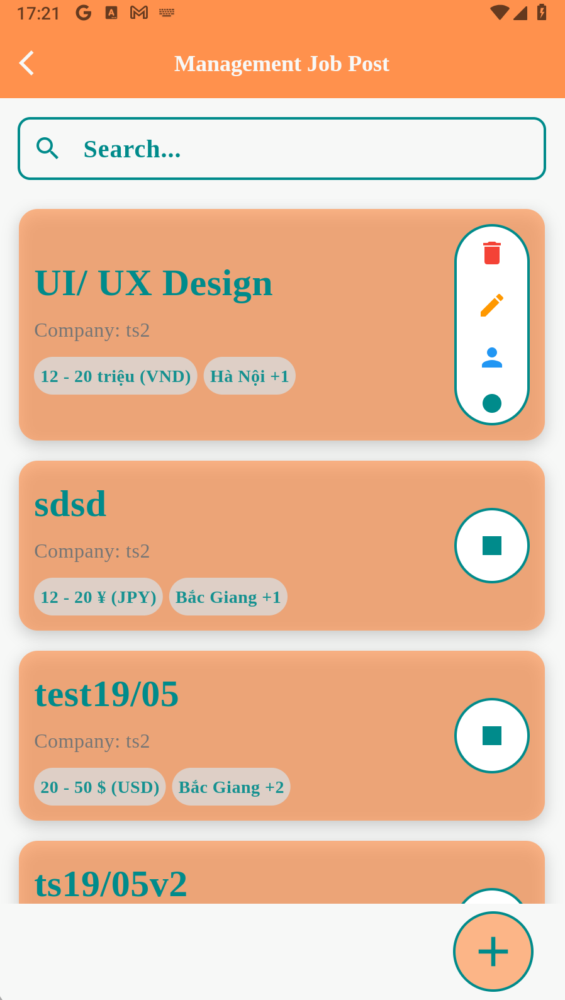 17:21
Management Job Post
Search...
UI/ UX Design
Company: ts2
12 - 20 triệu (VND) Hà Nội +1
sdsd
Company: ts2
12 - 20 ¥ (JPY) Bắc Giang +1
test19/05
Company: ts2
20 - 50 $ (USD) Bắc Giang +2
ts19/05v2